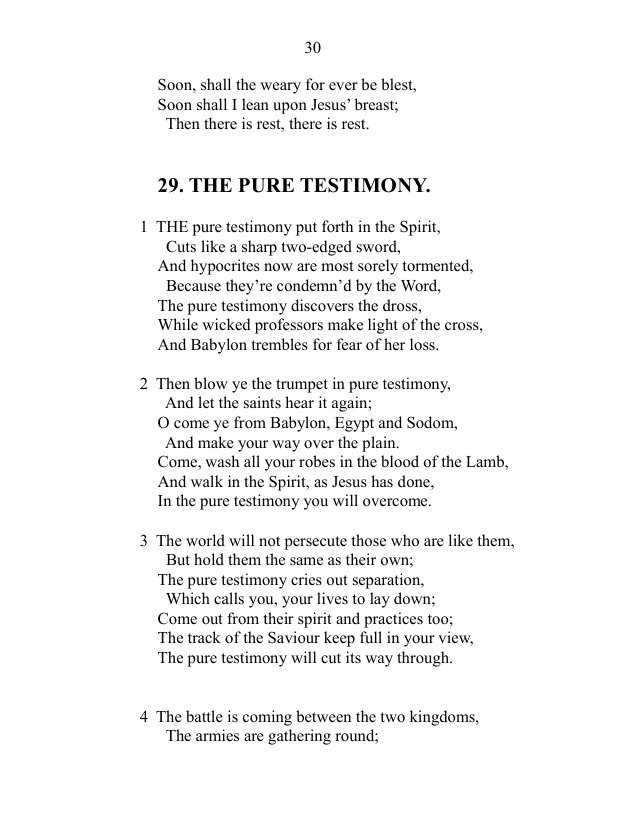 30
Soon, shall the weary for ever be blest,
Soon shall I lean upon Jesus’ breast;
Then there is rest, there is rest.
29. THE PURE TESTIMONY.
1 THE pure testimony put forth in the Spirit,
Cuts like a sharp two-edged sword,
And hypocrites now are most sorely tormented,
Because they’re condemn’d by the Word,
The pure testimony discovers the dross,
While wicked professors make light of the cross,
And Babylon trembles for fear of her loss.
2 Then blow ye the trumpet in pure testimony,
And let the saints hear it again;
O come ye from Babylon, Egypt and Sodom,
And make your way over the plain.
Come, wash all your robes in the blood of the Lamb,
And walk in the Spirit, as Jesus has done,
In the pure testimony you will overcome.
3 The world will not persecute those who are like them,
But hold them the same as their own;
The pure testimony cries out separation,
Which calls you, your lives to lay down;
Come out from their spirit and practices too;
The track of the Saviour keep full in your view,
The pure testimony will cut its way through.
4 The battle is coming between the two kingdoms,
The armies are gathering round;